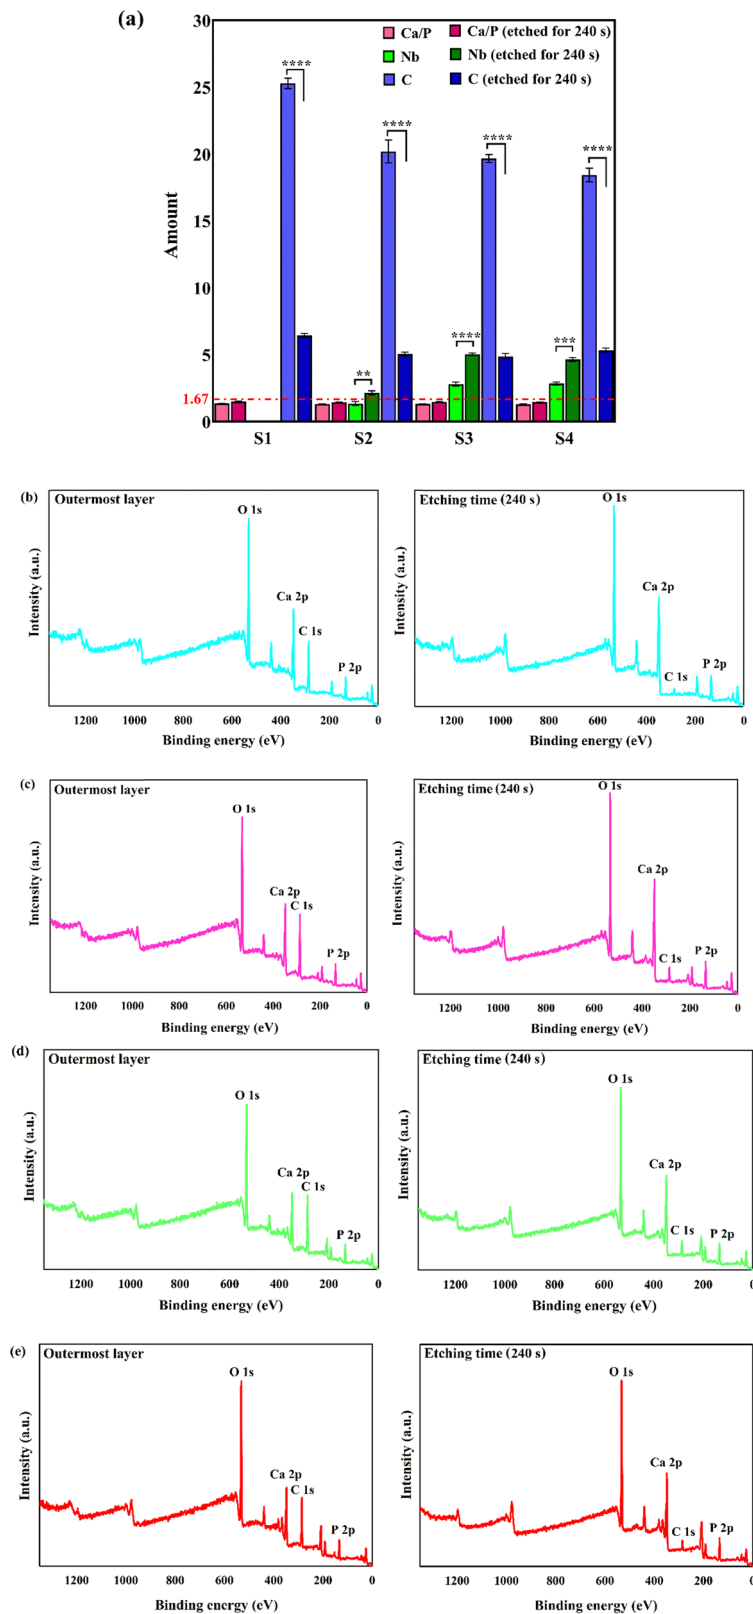 (a)
30
25
20
15
10
5
1.67
0
Amount
Ca/P
Ca/P (etched for 240 s)
Nb
Nb (etched for 240 s)
C
C (etched for 240 s)
****
****
****
****
**
****
***
S1 S2 S3 S4
(b)
Outermost layer
O 1s
Ca 2p
C 1s
P 2p
Intensity (a.u.)
1200 1000 800 600 400 200 0
Binding energy (eV)
Etching time (240 s)
O 1s
Ca 2p
C 1s
P 2p
Intensity (a.u.)
1200 1000 800 600 400 200 0
Binding energy (eV)
(c)
Outermost layer
O 1s
Ca 2p
C 1s
P 2p
Intensity (a.u.)
1200 1000 800 600 400 200 0
Binding energy (eV)
Etching time (240 s)
O 1s
Ca 2p
C 1s
P 2p
Intensity (a.u.)
1200 1000 800 600 400 200 0
Binding energy (eV)
(d)
Outermost layer
O 1s
Ca 2p
C 1s
P 2p
Intensity (a.u.)
1200 1000 800 600 400 200 0
Binding energy (eV)
Etching time (240 s)
O 1s
Ca 2p
C 1s
P 2p
Intensity (a.u.)
1200 1000 800 600 400 200 0
Binding energy (eV)
(e)
Outermost layer
O 1s
Ca 2p
C 1s
P 2p
Intensity (a.u.)
1200 1000 800 600 400 200 0
Binding energy (eV)
Etching time (240 s)
O 1s
Ca 2p
C 1s
P 2p
Intensity (a.u.)
1200 1000 800 600 400 200 0
Binding energy (eV)